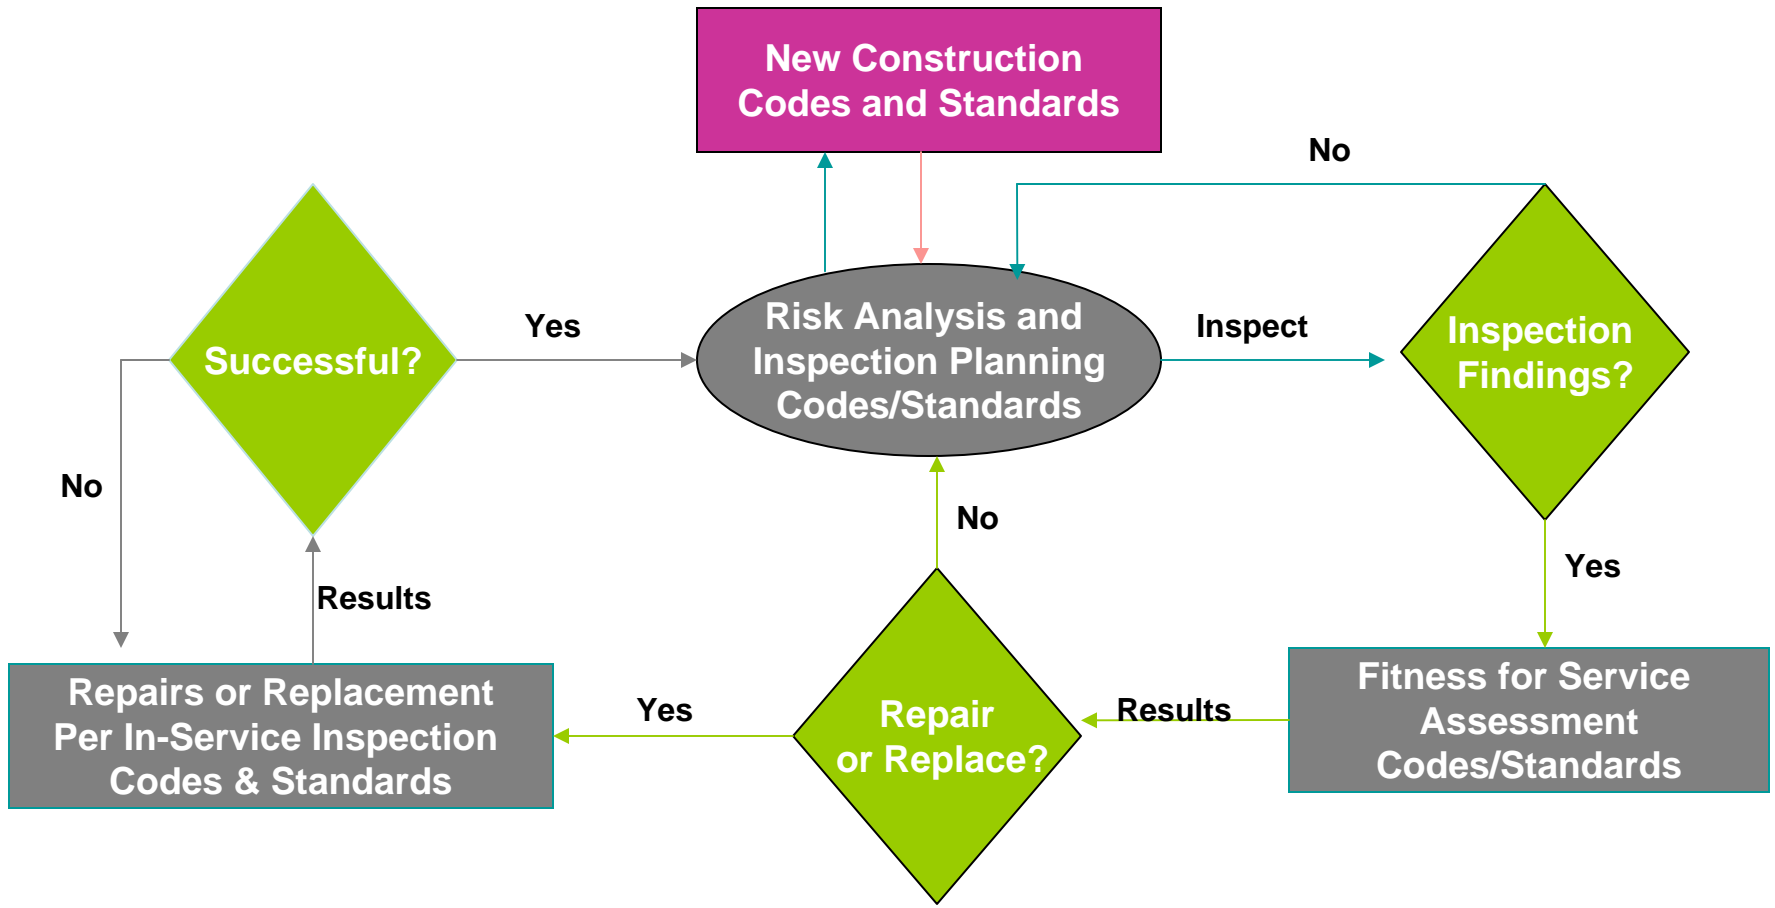 New Construction
Codes and Standards
No
Successful?
Yes
Risk Analysis and
Inspection Planning
Codes/Standards
Inspect
Inspection
Findings?
No
No
Yes
Results
Repairs or Replacement
Per In-Service Inspection
Codes & Standards
Yes
Repair
or Replace?
Results
Fitness for Service
Assessment
Codes/Standards